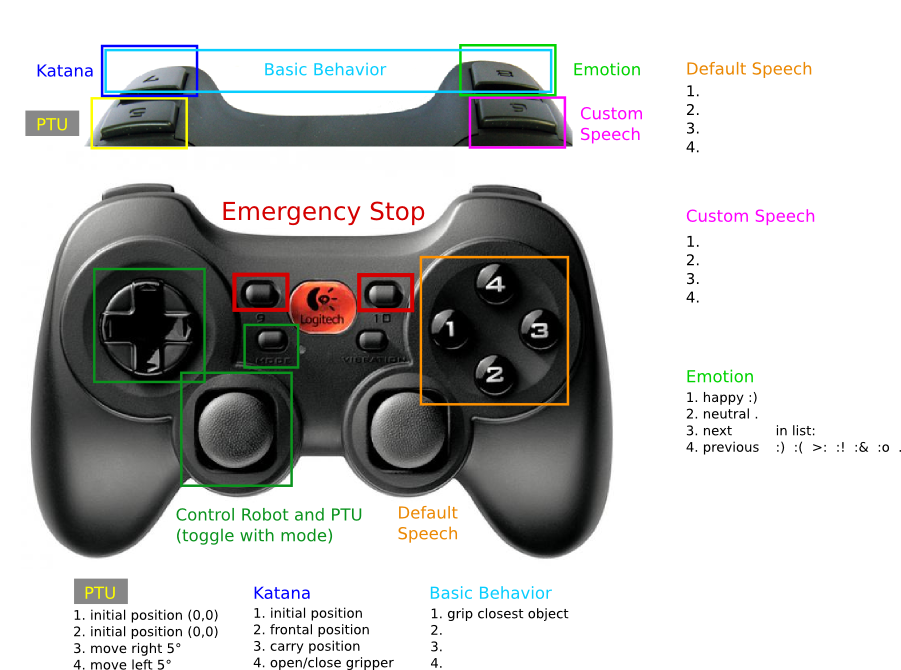 Katana
Basic Behavior
Emotion
PTU
Custom
Speech
Default Speech
1.
2.
3.
4.
Custom Speech
1.
2.
3.
4.
Emergency Stop
9
Logitech
10
MODE
VIBRATION
4
1
3
2
Emotion
1. happy :)
2. neutral .
3. next in list:
4. previous :) :( >: :! :& :o .
Control Robot and PTU
(toggle with mode)
Default
Speech
PTU
1. initial position (0,0)
2. initial position (0,0)
3. move right 5°
4. move left 5°
Katana
1. initial position
2. frontal position
3. carry position
4. open/close gripper
Basic Behavior
1. grip closest object
2.
3.
4.